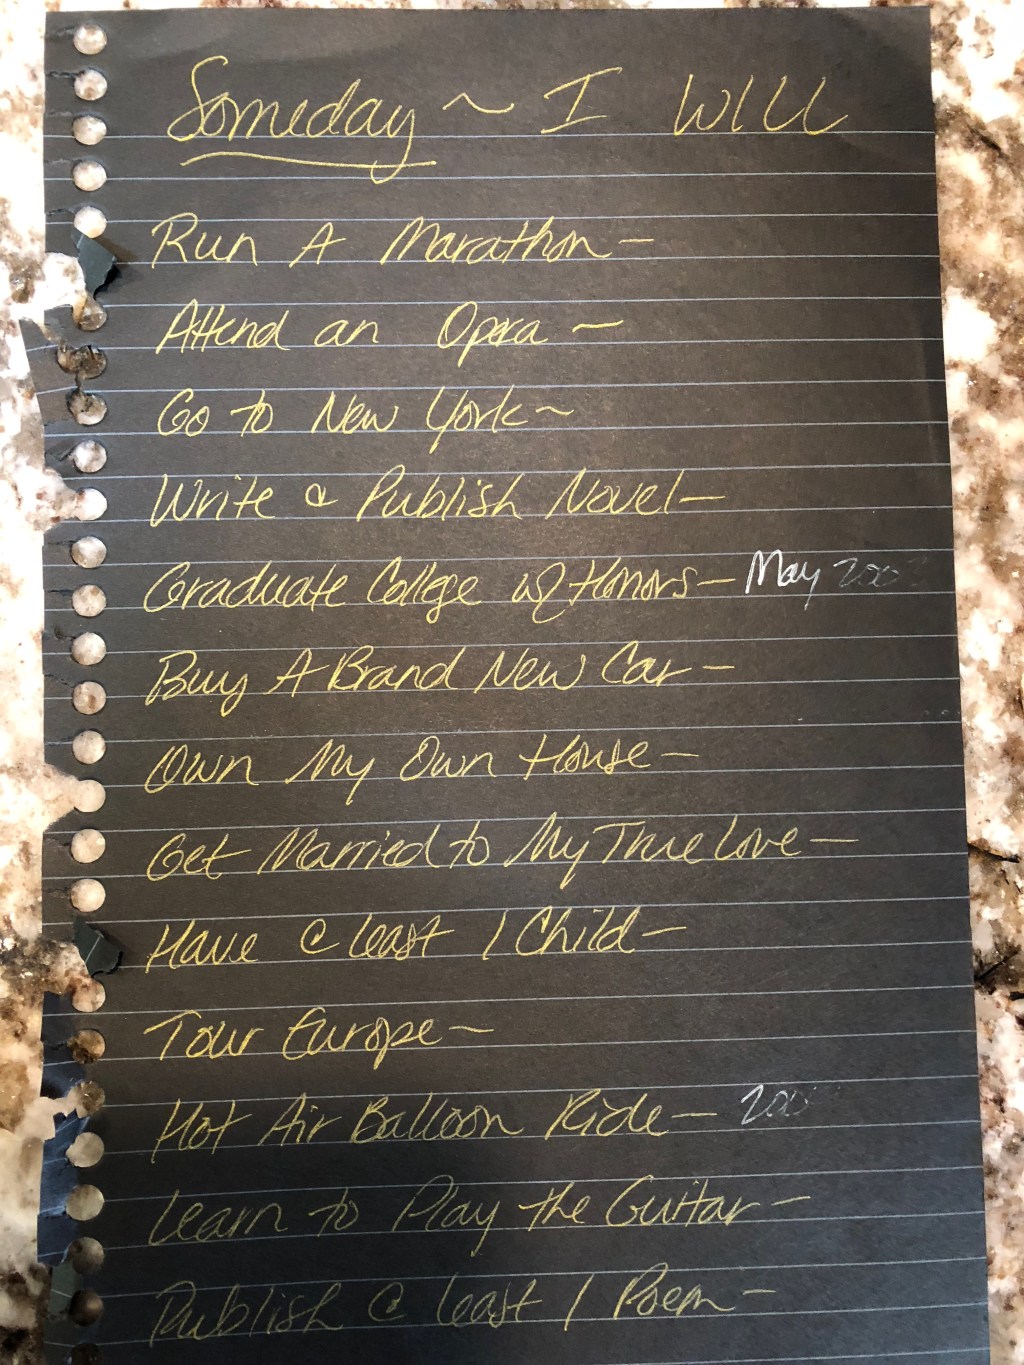 Someday ~ I WILL
Run A Marathon –
Attend an Opera ~
Go to New York ~
Write & Publish Novel –
Graduate College w/ Honors – May
Buy A Brand New Car –
Own My Own House –
Get Married to My True Love –
Have @ least 1 Child –
Tour Europe ~
Hot Air Balloon Ride –
Learn to Play the Guitar –
Publish @ least 1 Poem –